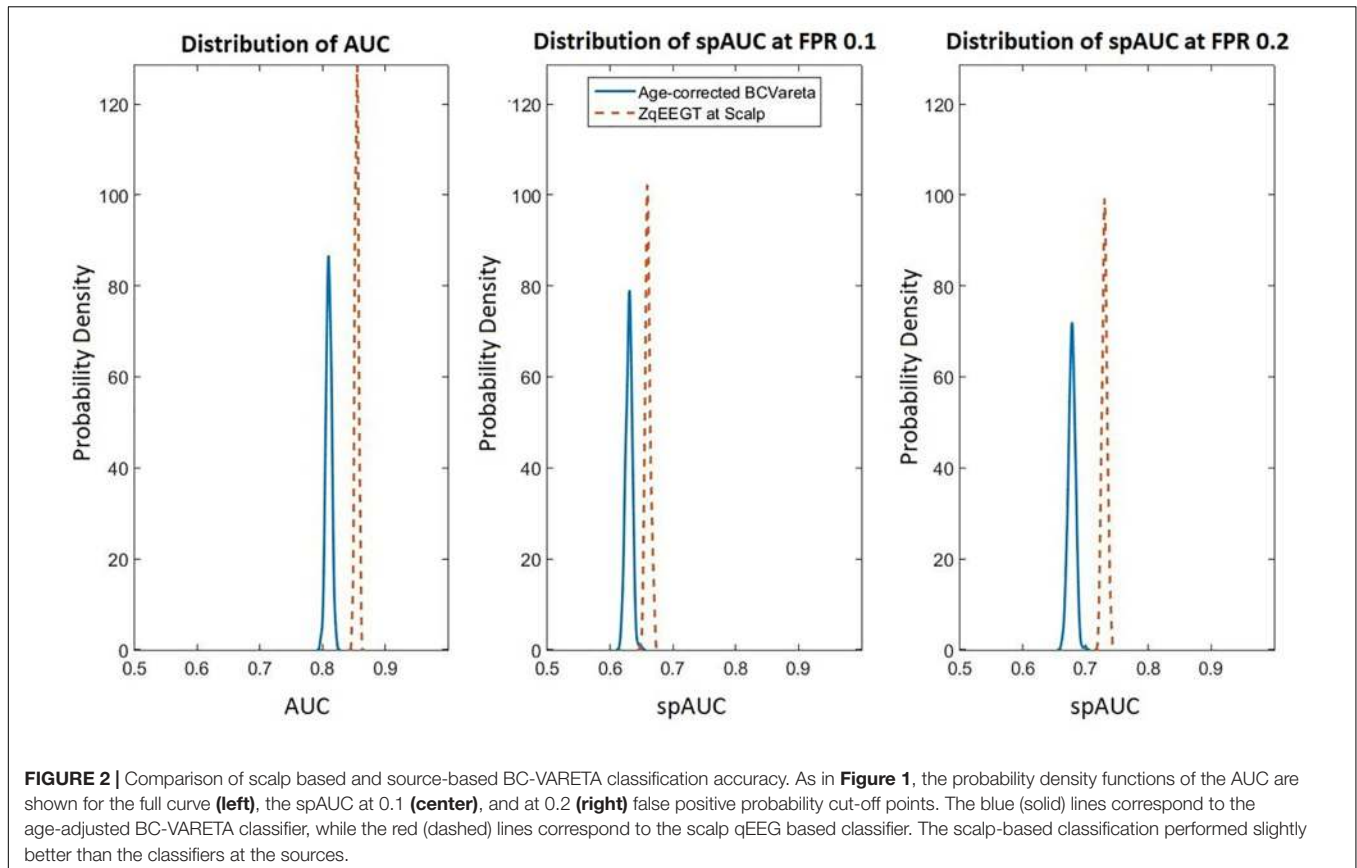 Distribution of AUC
120
100
80
60
40
20
0
0.5 0.6 0.7 0.8 0.9
Probability Density
AUC
Distribution of spAUC at FPR 0.1
Age-corrected BCVareta
ZqEEGT at Scalp
120
100
80
60
40
20
0
0.5 0.6 0.7 0.8 0.9
Probability Density
spAUC
Distribution of spAUC at FPR 0.2
120
100
80
60
40
20
0
0.5 0.6 0.7 0.8 0.9
Probability Density
spAUC
FIGURE 2 | Comparison of scalp based and source-based BC-VARETA classification accuracy. As in Figure 1, the probability density functions of the AUC are
shown for the full curve (left), the spAUC at 0.1 (center), and at 0.2 (right) false positive probability cut-off points. The blue (solid) lines correspond to the
age-adjusted BC-VARETA classifier, while the red (dashed) lines correspond to the scalp qEEG based classifier. The scalp-based classification performed slightly
better than the classifiers at the sources.